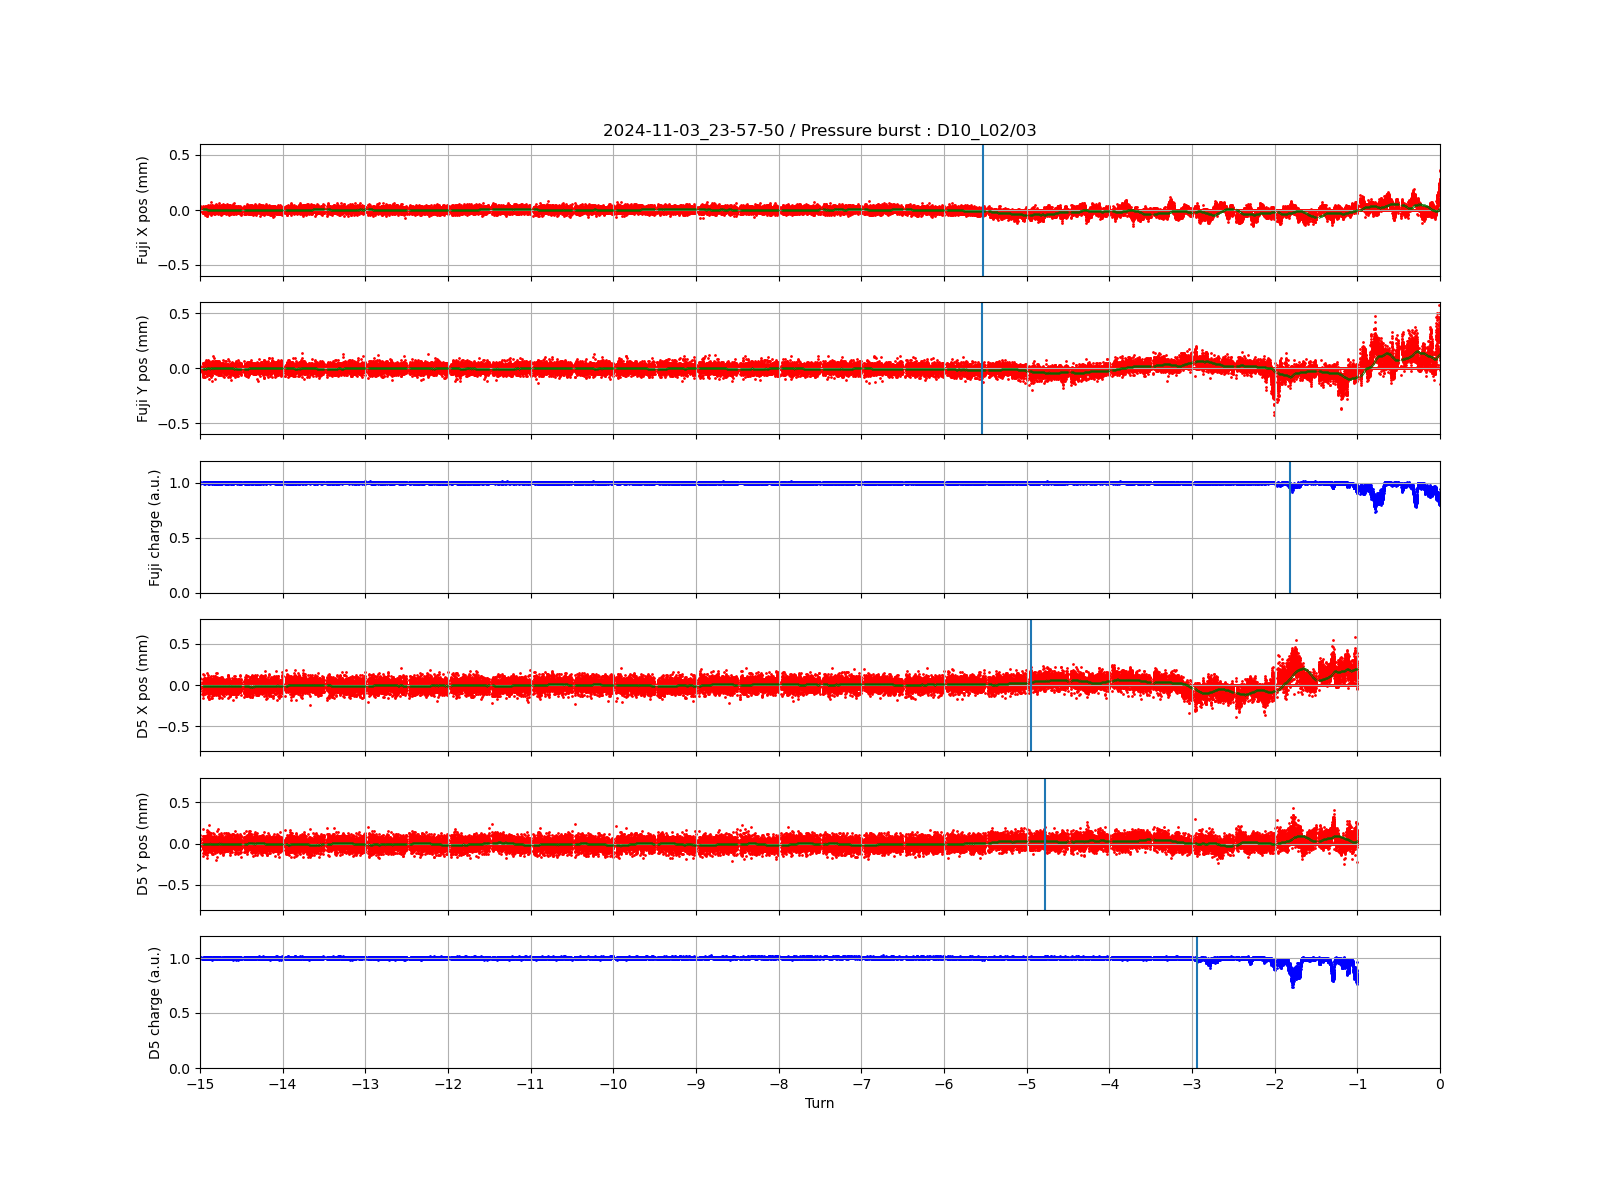 2024-11-03_23-57-50 / Pressure burst : D10_L02/03
0.5
0.0
−0.5
Fuji X pos (mm)
0.5
0.0
−0.5
Fuji Y pos (mm)
1.0
0.5
0.0
Fuji charge (a.u.)
0.5
0.0
−0.5
D5 X pos (mm)
0.5
0.0
−0.5
D5 Y pos (mm)
1.0
0.5
0.0
D5 charge (a.u.)
−15 −14 −13 −12 −11 −10 −9 −8 −7 −6 −5 −4 −3 −2 −1 0
Turn